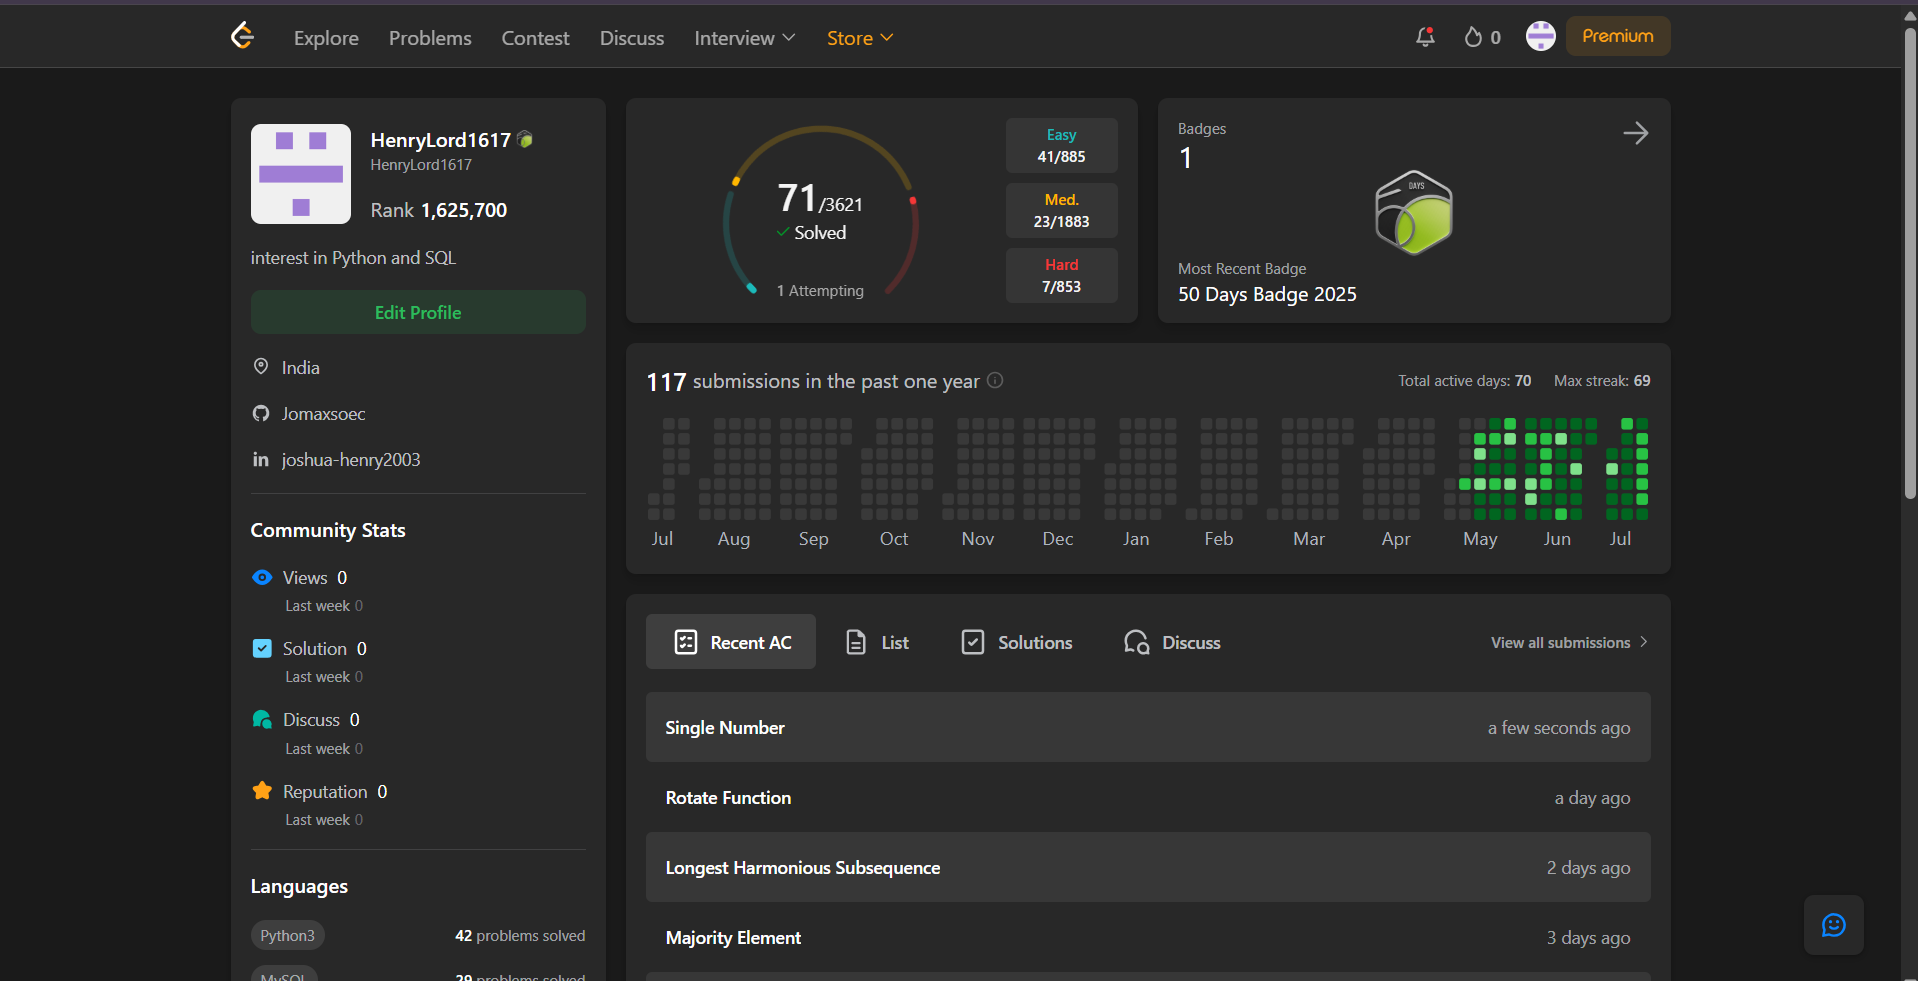 Explore Problems Contest Discuss Interview Store 0 Premium
HenryLord1617
HenryLord1617
Rank 1,625,700
interest in Python and SQL
Edit Profile
India
Jomaxsoec
joshua-henry2003
Community Stats
Views 0
Last week 0
Solution 0
Last week 0
Discuss 0
Last week 0
Reputation 0
Last week 0
Languages
Python3 42 problems solved
MySQL 29 problems solved
71/3621
Solved
1 Attempting
Easy
41/885
Med.
23/1883
Hard
7/853
Badges
1
DAYS
Most Recent Badge
50 Days Badge 2025
117 submissions in the past one year Total active days: 70 Max streak: 69
Jul Aug Sep Oct Nov Dec Jan Feb Mar Apr May Jun Jul
Recent AC List Solutions Discuss View all submissions
Single Number a few seconds ago
Rotate Function a day ago
Longest Harmonious Subsequence 2 days ago
Majority Element 3 days ago